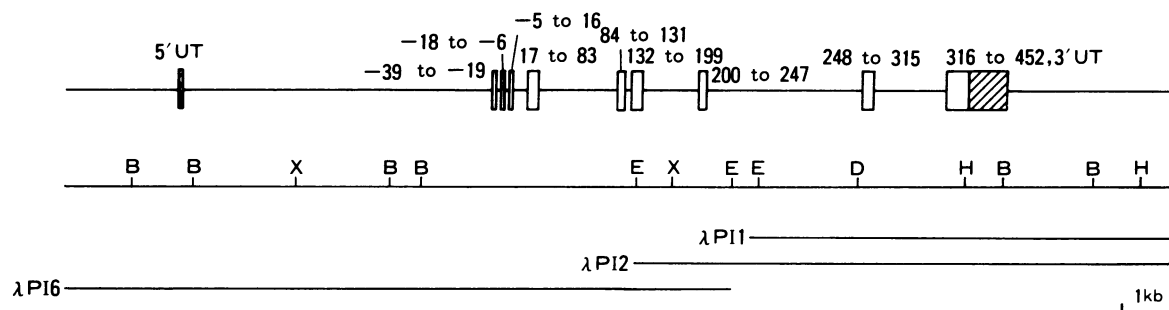 −5 to 16
5′UT
−18 to −6
84 to 131
−39 to −19
17 to 83
132 to 199
200 to 247
248 to 315
316 to 452,3′UT
B B X B B E X E E D H B B H
λPI1
λPI2
λPI6
1kb